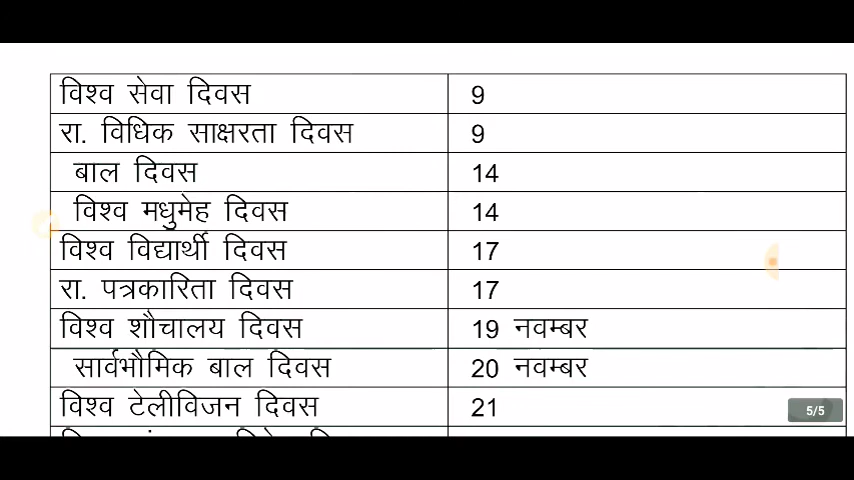 विश्व सेवा दिवस 9
रा. विधिक साक्षरता दिवस 9
बाल दिवस 14
विश्व मधुमेह दिवस 14
विश्व विद्यार्थी दिवस 17
रा. पत्रकारिता दिवस 17
विश्व शौचालय दिवस 19 नवम्बर
सार्वभौमिक बाल दिवस 20 नवम्बर
विश्व टेलीविजन दिवस 21
5/5